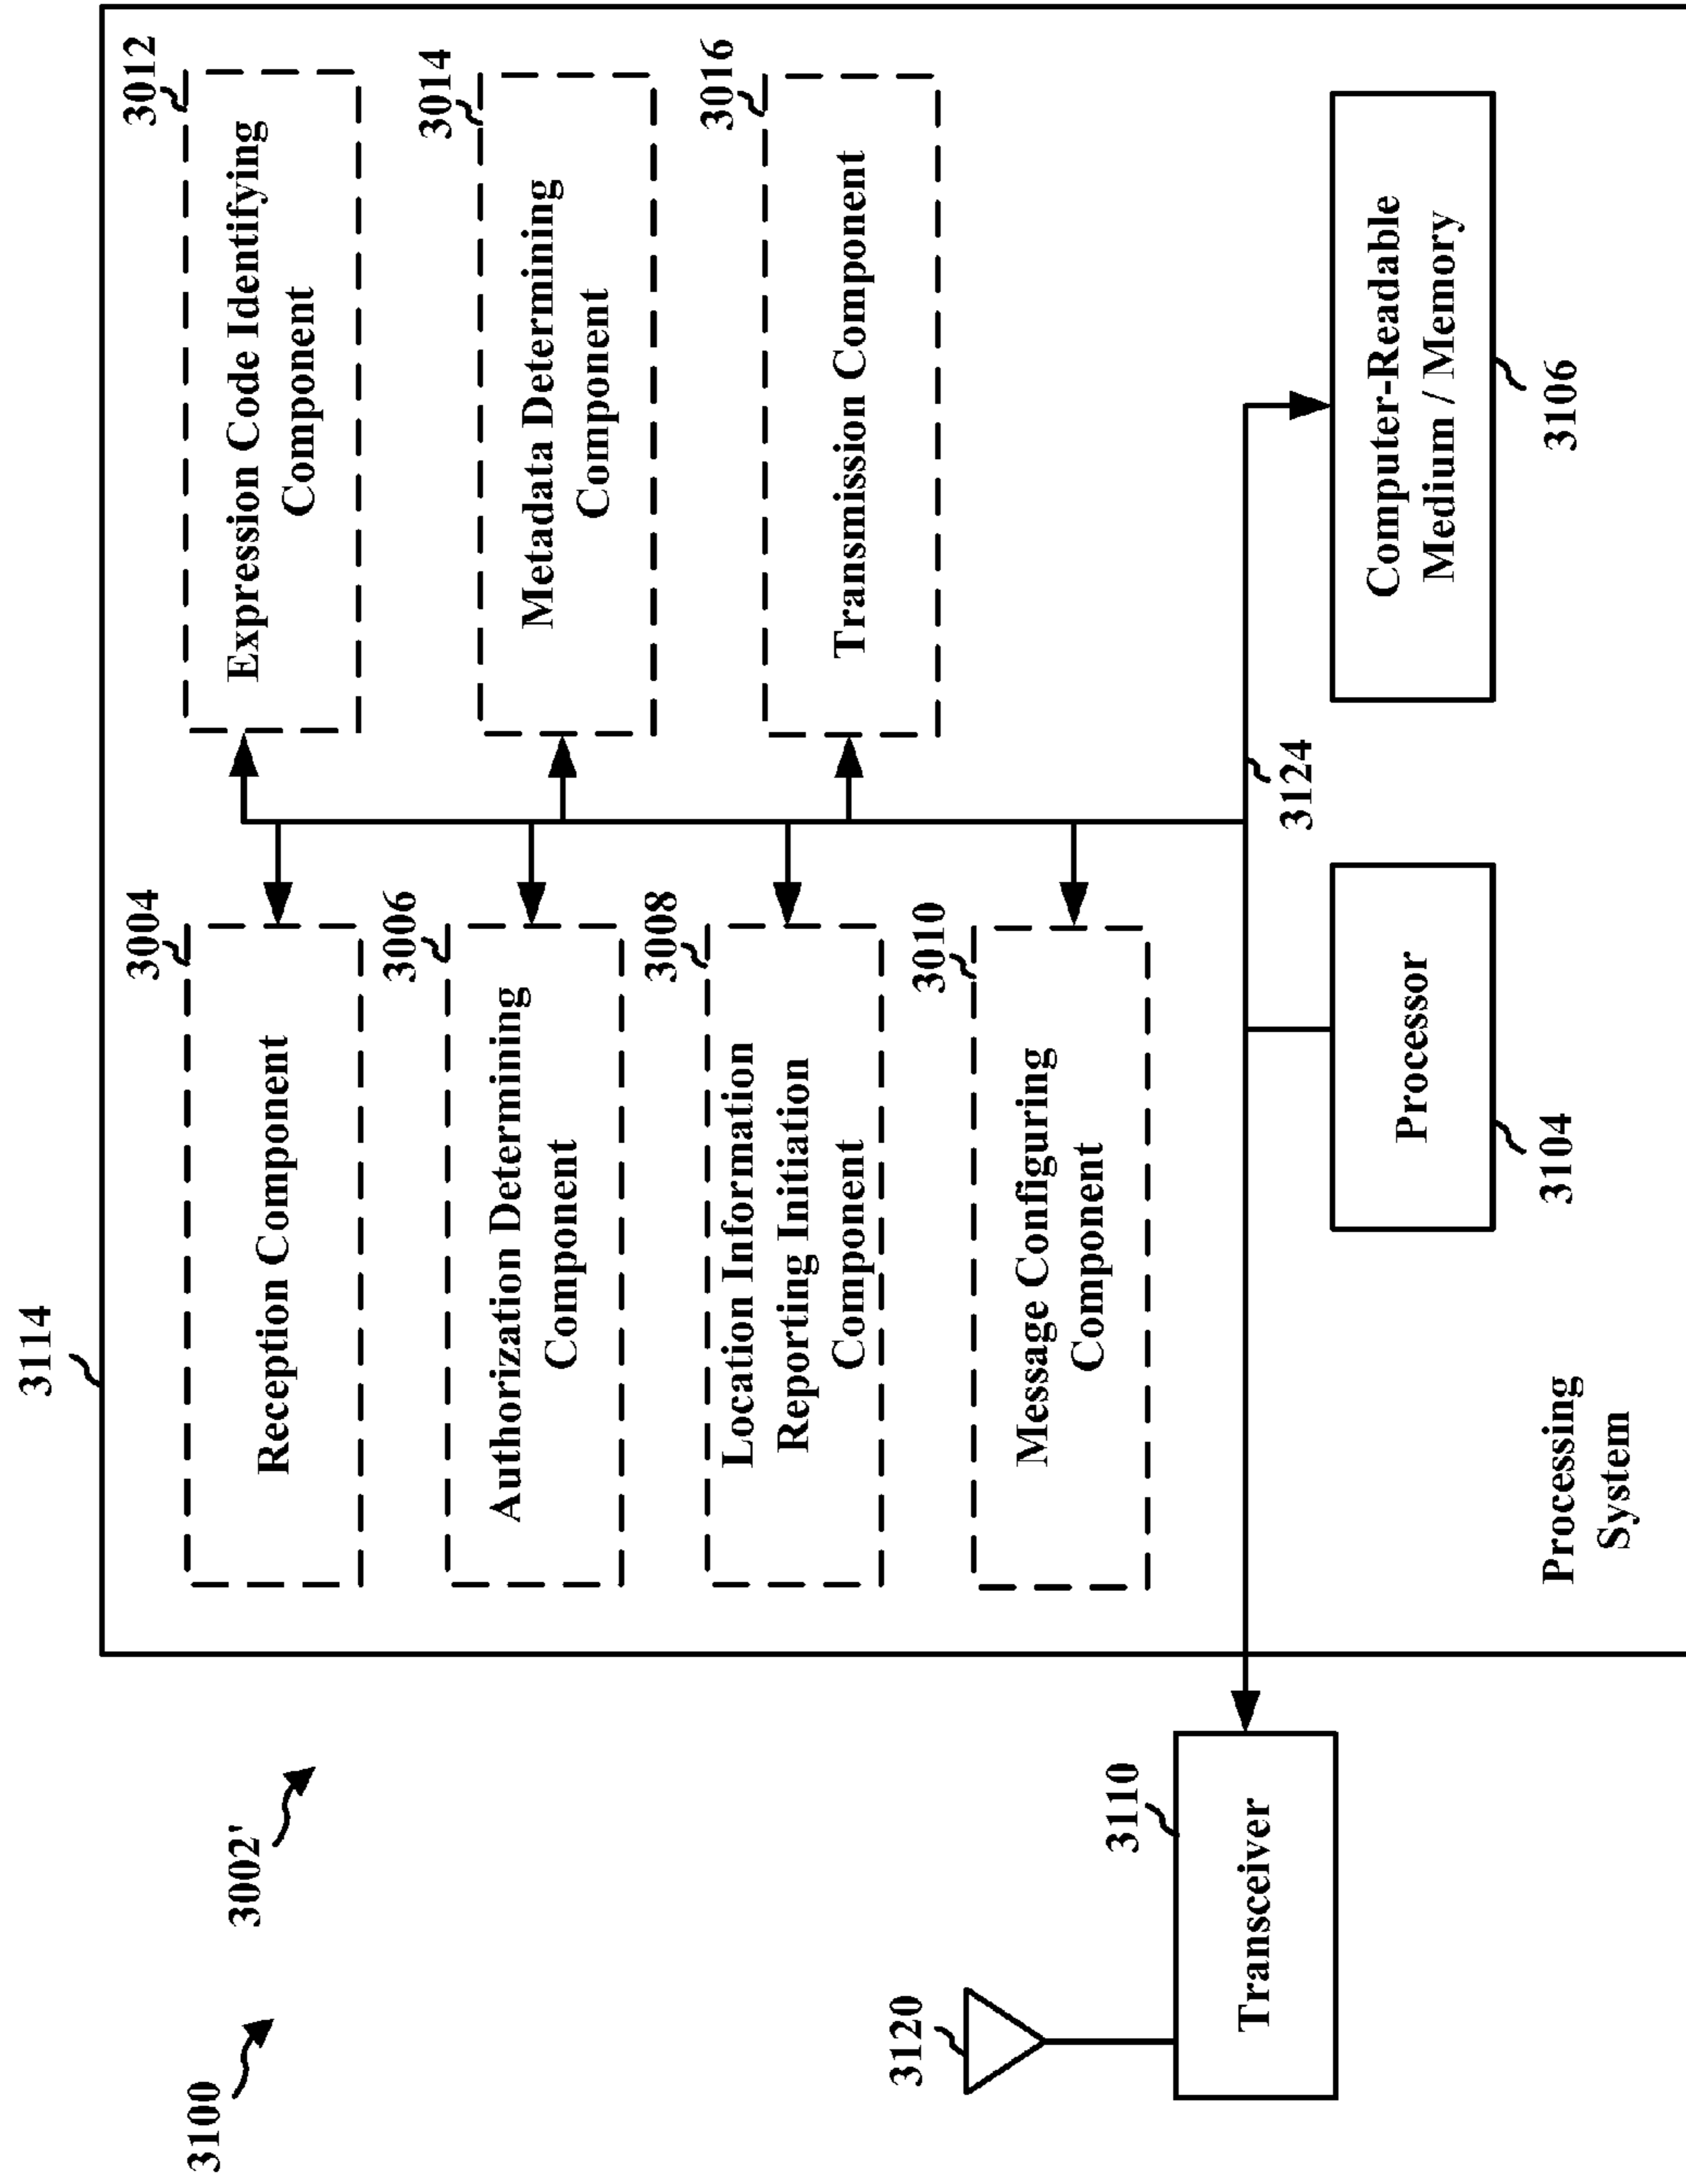 3100
3002'
3114
3004
Reception Component
3012
Expression Code Identifying
Component
3006
Authorization Determining
Component
3014
Metadata Determining
Component
3008
Location Information
Reporting Initiation
Component
3016
Transmission Component
3010
Message Configuring
Component
3120
3110
Transceiver
3124
Processor
3104
Computer-Readable
Medium / Memory
3106
Processing
System